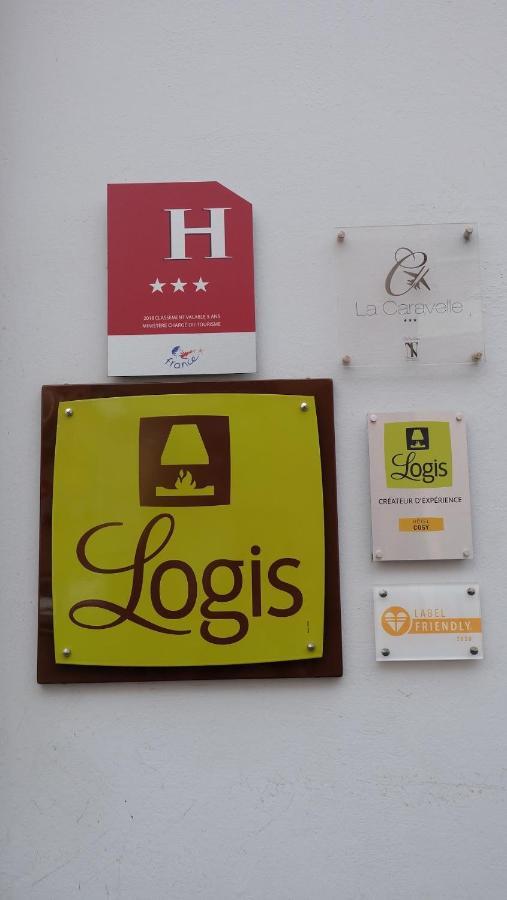 H
2018 CLASSEMENT VALABLE 5 ANS
MINISTÈRE CHARGÉ DU TOURISME
france
La Caravelle
Logis
Logis
CRÉATEUR D'EXPÉRIENCE
HÔTEL
COSY
LABEL
FRIENDLY